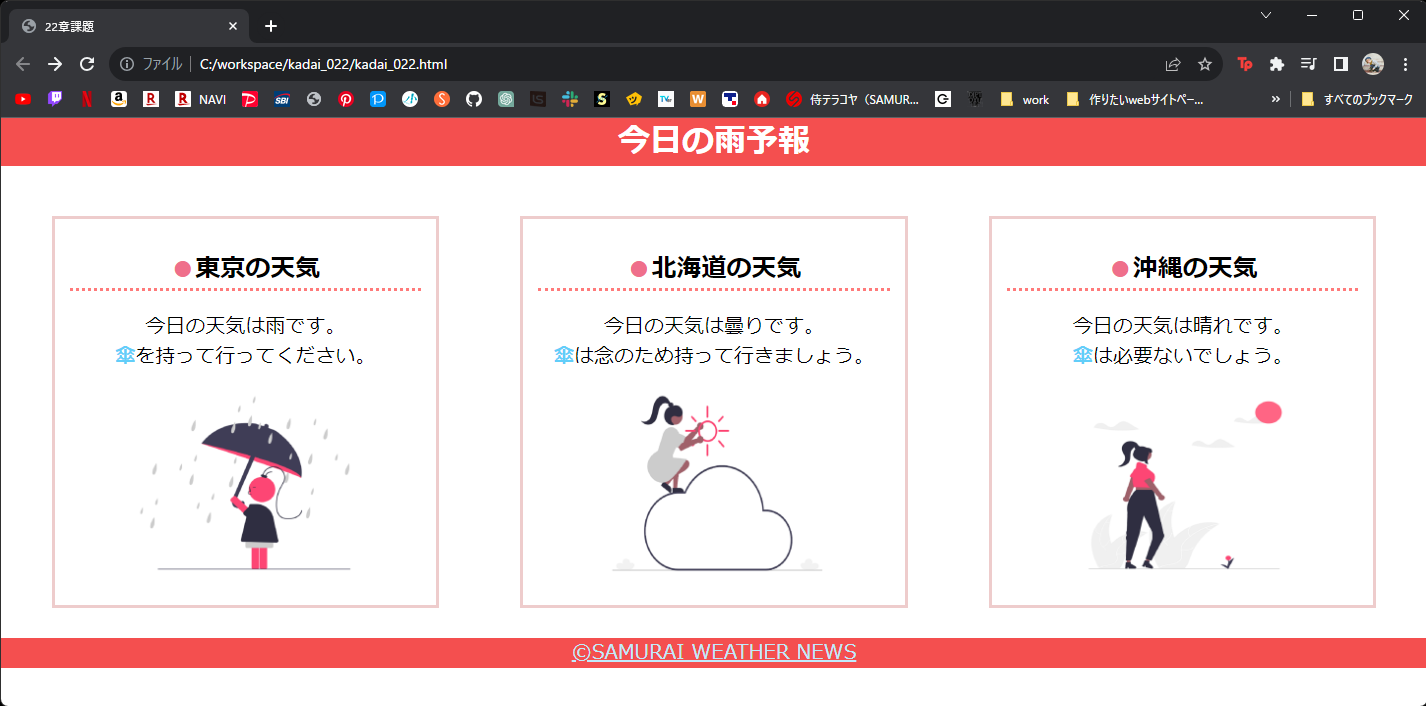 22章課題
ファイル C:/workspace/kadai_022/kadai_022.html
NAVI
侍テラコヤ（SAMUR...
work
作りたいwebサイトペー...
すべてのブックマーク
今日の雨予報
東京の天気
今日の天気は雨です。
傘を持って行ってください。
北海道の天気
今日の天気は曇りです。
傘は念のため持って行きましょう。
沖縄の天気
今日の天気は晴れです。
傘は必要ないでしょう。
©SAMURAI WEATHER NEWS